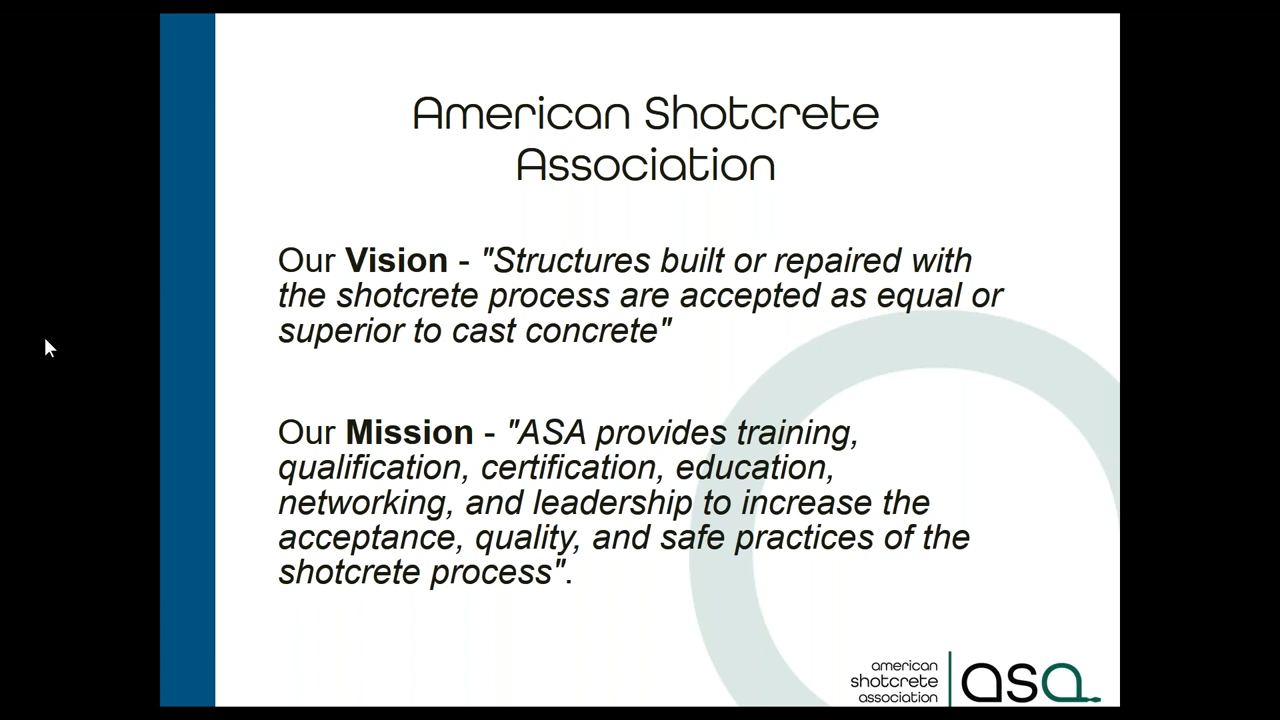 American Shotcrete
Association
Our Vision - "Structures built or repaired with
the shotcrete process are accepted as equal or
superior to cast concrete"
Our Mission - "ASA provides training,
qualification, certification, education,
networking, and leadership to increase the
acceptance, quality, and safe practices of the
shotcrete process".
american
shotcrete
association
asa